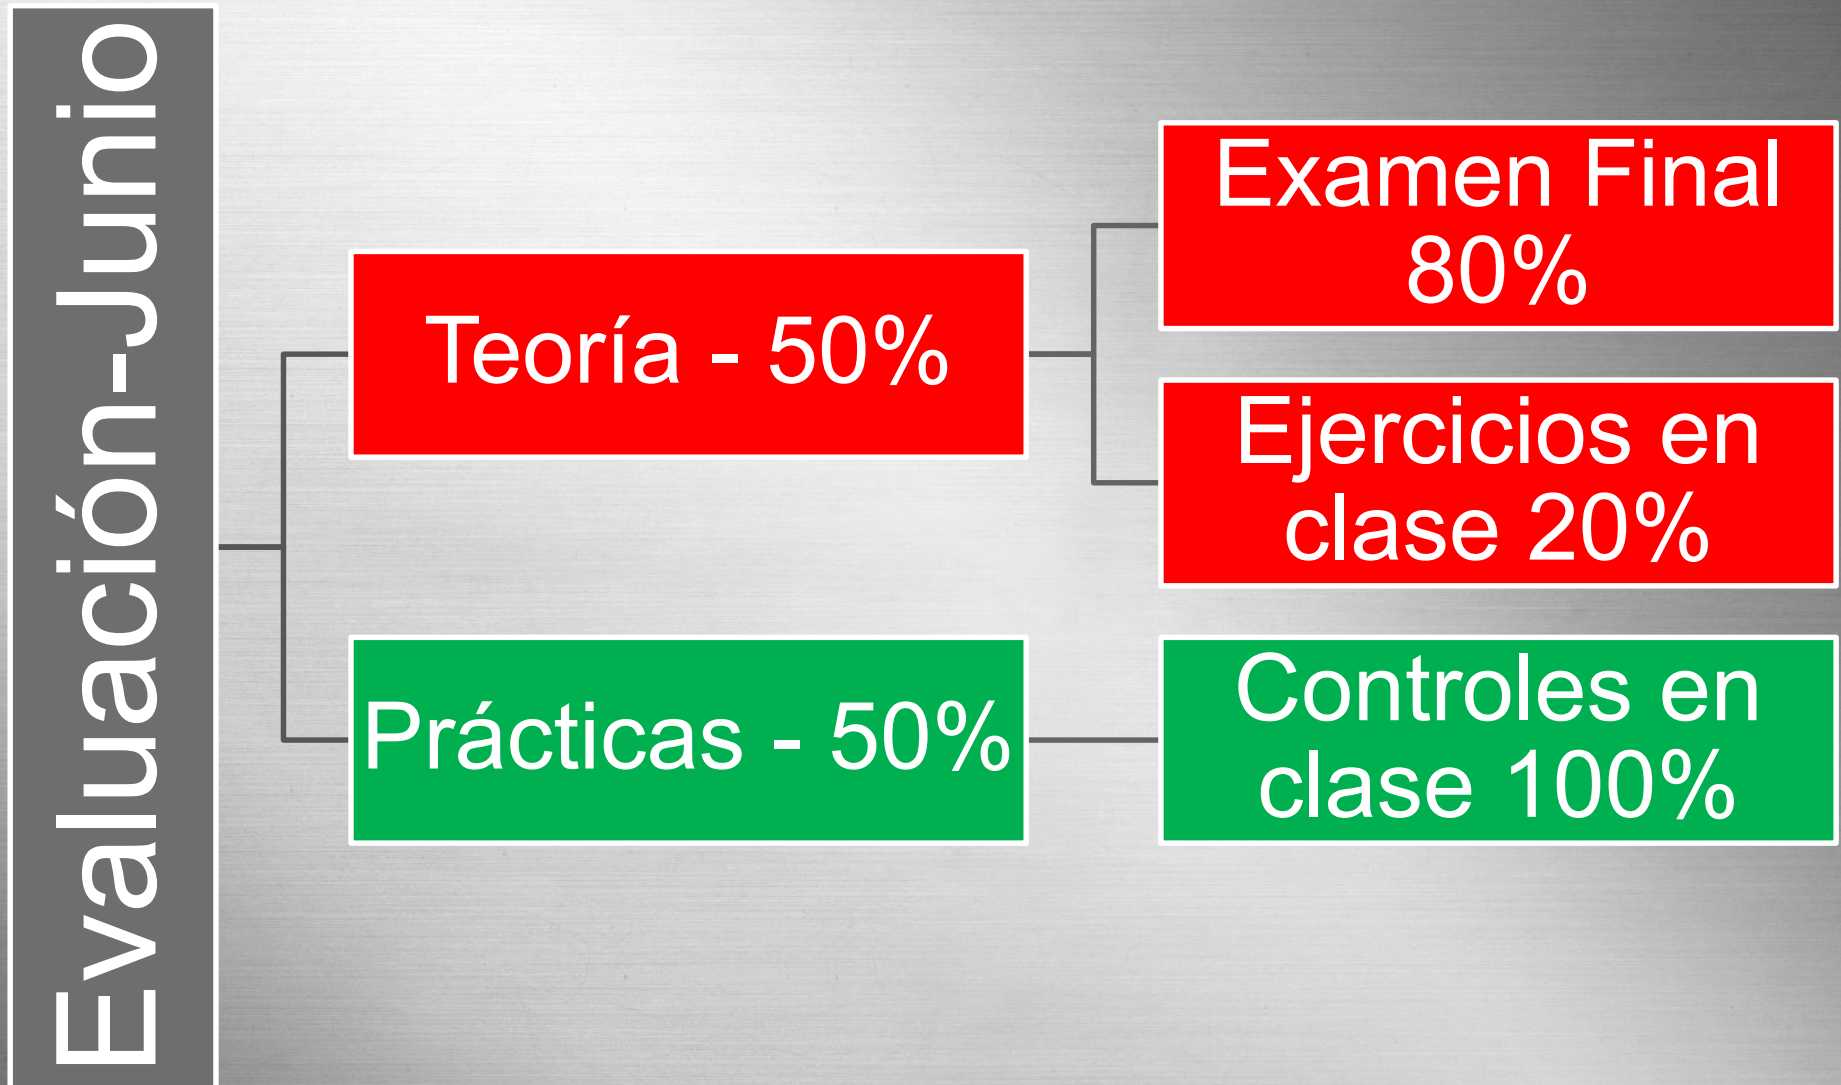 Evaluación-Junio
Teoría - 50%
Examen Final
80%
Ejercicios en
clase 20%
Prácticas - 50%
Controles en
clase 100%